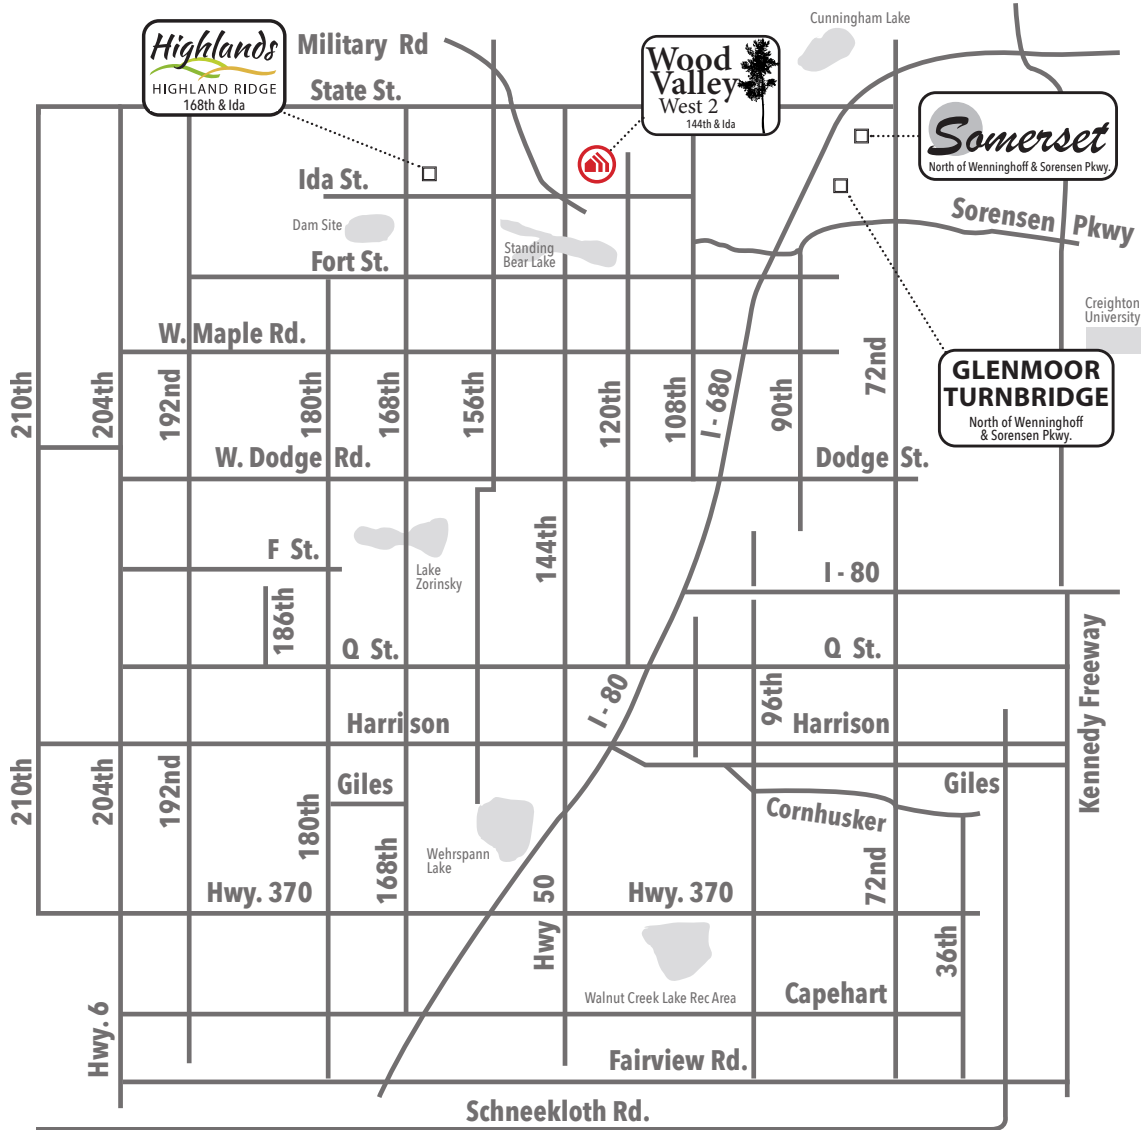 Cunningham Lake
Highlands
HIGHLAND RIDGE
168th & Ida
Military Rd
State St.
Wood
Valley
West 2
144th & Ida
Somerset
North of Wenninghoff & Sorensen Pkwy.
Ida St.
Dam Site
Standing
Bear Lake
Sorensen Pkwy
Fort St.
Creighton
University
W. Maple Rd.
GLENMOOR
TURNBRIDGE
North of Wenninghoff
& Sorensen Pkwy.
210th
204th
192nd
180th
168th
156th
120th
108th
I - 680
90th
72nd
W. Dodge Rd.
Dodge St.
144th
F St.
Lake
Zorinsky
I - 80
186th
Q St.
Q St.
I - 80
96th
Kennedy Freeway
Harrison
Harrison
210th
204th
192nd
180th
Giles
Giles
Cornhusker
168th
Wehrspann
Lake
72nd
Hwy. 370
Hwy 50
Hwy. 370
36th
Walnut Creek Lake Rec Area
Capehart
Hwy. 6
Fairview Rd.
Schneekloth Rd.